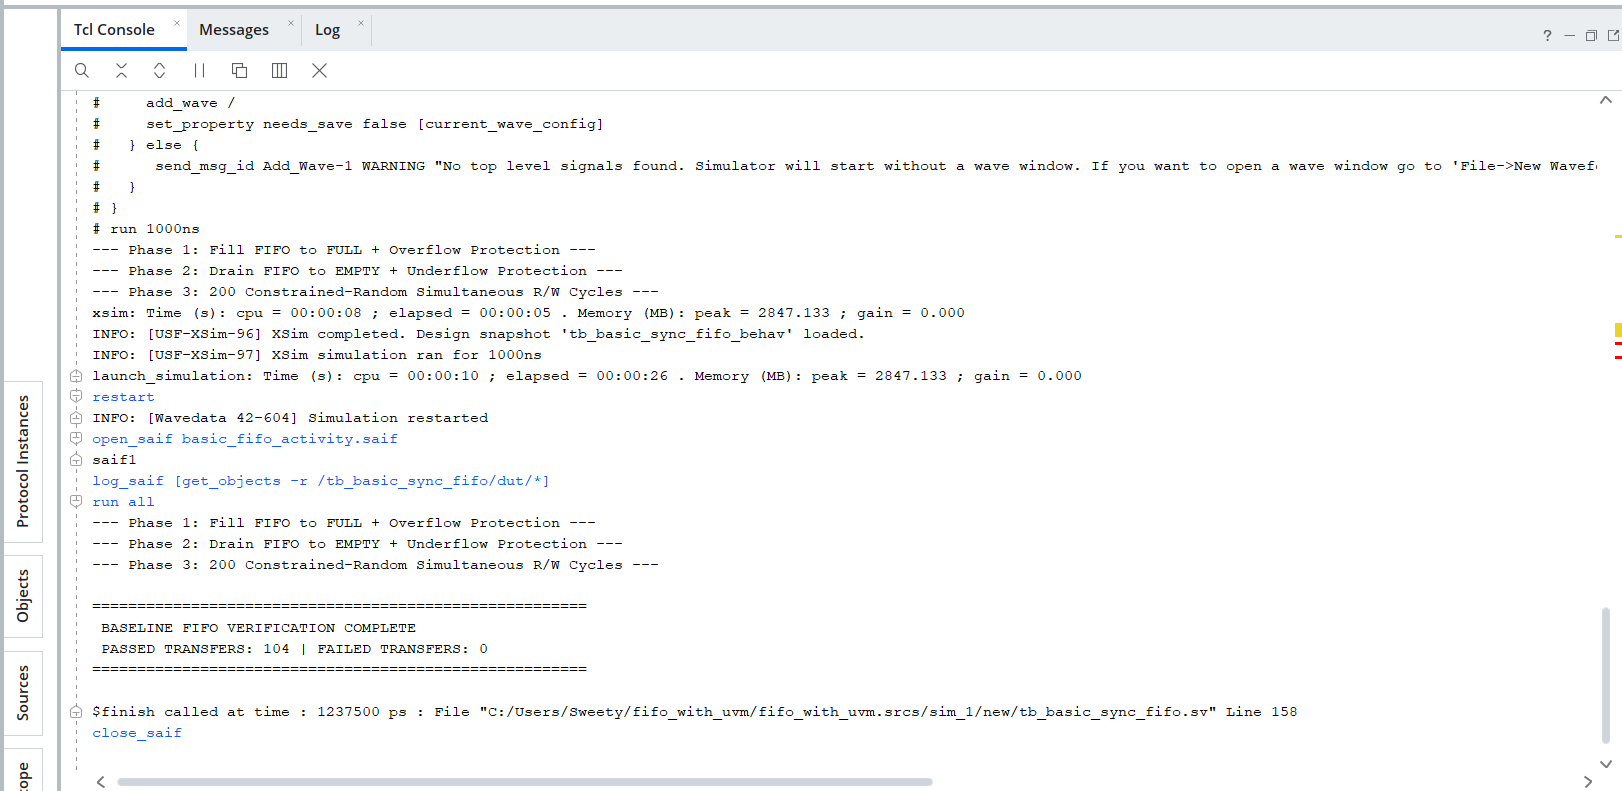 Tcl Console × Messages × Log ×
?
# add_wave /
# set_property needs_save false [current_wave_config]
# } else {
# send_msg_id Add_Wave-1 WARNING "No top level signals found. Simulator will start without a wave window. If you want to open a wave window go to 'File->New
# }
# }
# run 1000ns
--- Phase 1: Fill FIFO to FULL + Overflow Protection ---
--- Phase 2: Drain FIFO to EMPTY + Underflow Protection ---
--- Phase 3: 200 Constrained-Random Simultaneous R/W Cycles ---
xsim: Time (s): cpu = 00:00:08 ; elapsed = 00:00:05 . Memory (MB): peak = 2847.133 ; gain = 0.000
INFO: [USF-XSim-96] XSim completed. Design snapshot 'tb_basic_sync_fifo_behav' loaded.
INFO: [USF-XSim-97] XSim simulation ran for 1000ns
launch_simulation: Time (s): cpu = 00:00:10 ; elapsed = 00:00:26 . Memory (MB): peak = 2847.133 ; gain = 0.000
restart
INFO: [Wavedata 42-604] Simulation restarted
open_saif basic_fifo_activity.saif
saif1
log_saif [get_objects -r /tb_basic_sync_fifo/dut/*]
run all
--- Phase 1: Fill FIFO to FULL + Overflow Protection ---
--- Phase 2: Drain FIFO to EMPTY + Underflow Protection ---
--- Phase 3: 200 Constrained-Random Simultaneous R/W Cycles ---
=======================================================
BASELINE FIFO VERIFICATION COMPLETE
PASSED TRANSFERS: 104 | FAILED TRANSFERS: 0
=======================================================
$finish called at time : 1237500 ps : File "C:/Users/Sweety/fifo_with_uvm/fifo_with_uvm.srcs/sim_1/new/tb_basic_sync_fifo.sv" Line 158
close_saif
Protocol Instances
Objects
Sources